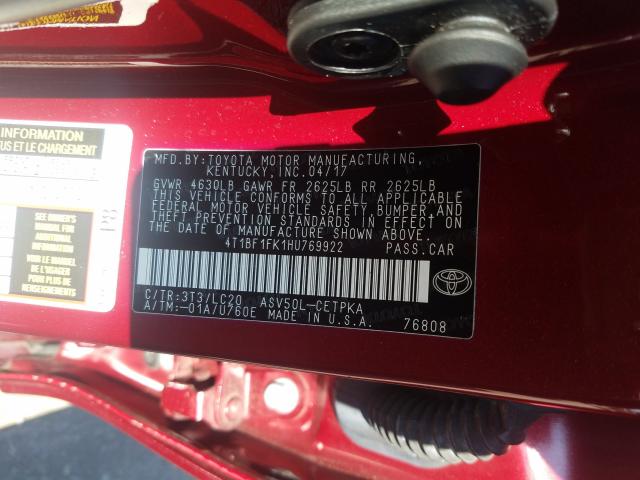 INFORMATION
ET LE CHARGEMENT
MFD.BY:TOYOTA MOTOR MANUFACTURING,
KENTUCKY,INC.04/17
GVWR 4630LB GAWR FR 2625LB RR 2625LB
THIS VEHICLE CONFORMS TO ALL APPLICABLE
FEDERAL MOTOR VEHICLE SAFETY, BUMPER, AND
THEFT PREVENTION STANDARDS IN EFFECT ON
THE DATE OF MANUFACTURE SHOWN ABOVE.
4T1BF1FK1HU769922 PASS.CAR
C/TR:3T3/LC20 ASV50L-CETPKA
A/TM:-01A/U760E MADE IN U.S.A. 76808
SEE OWNER'S
MANUAL FOR
ADDITIONAL
INFORMATION